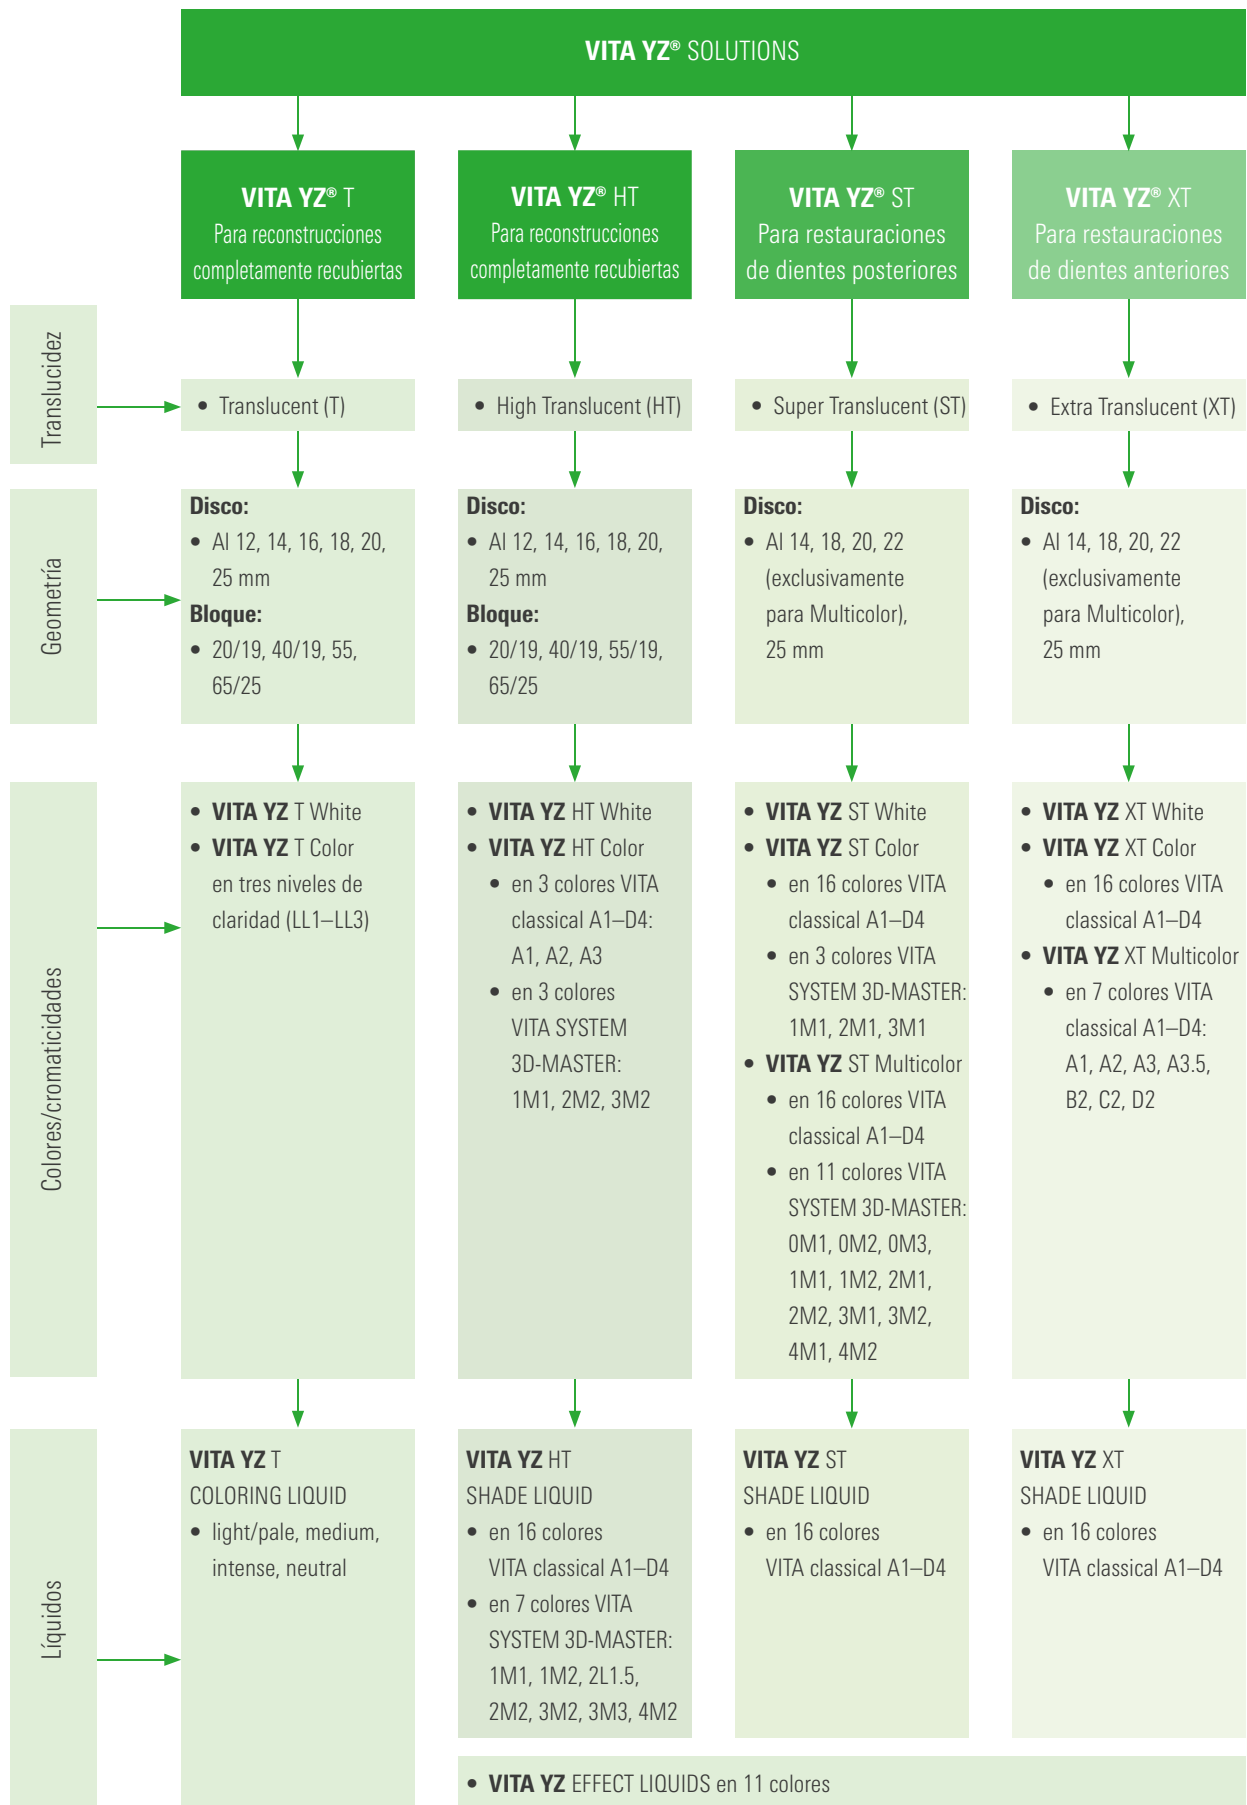 VITA YZ® SOLUTIONS
VITA YZ® T
Para reconstrucciones
completamente recubiertas
VITA YZ® HT
Para reconstrucciones
completamente recubiertas
VITA YZ® ST
Para restauraciones
de dientes posteriores
VITA YZ® XT
Para restauraciones
de dientes anteriores
Translucidez
• Translucent (T)
• High Translucent (HT)
• Super Translucent (ST)
• Extra Translucent (XT)
Geometría
Disco:
• Al 12, 14, 16, 18, 20,
25 mm
Bloque:
• 20/19, 40/19, 55,
65/25
Disco:
• Al 12, 14, 16, 18, 20,
25 mm
Bloque:
• 20/19, 40/19, 55/19,
65/25
Disco:
• Al 14, 18, 20, 22
(exclusivamente
para Multicolor),
25 mm
Disco:
• Al 14, 18, 20, 22
(exclusivamente
para Multicolor),
25 mm
Colores/cromaticidades
• VITA YZ T White
• VITA YZ T Color
en tres niveles de
claridad (LL1–LL3)
• VITA YZ HT White
• VITA YZ HT Color
• en 3 colores VITA
classical A1–D4:
A1, A2, A3
• en 3 colores
VITA SYSTEM
3D-MASTER:
1M1, 2M2, 3M2
• VITA YZ ST White
• VITA YZ ST Color
• en 16 colores VITA
classical A1–D4
• en 3 colores VITA
SYSTEM 3D-MASTER:
1M1, 2M1, 3M1
• VITA YZ ST Multicolor
• en 16 colores VITA
classical A1–D4
• en 11 colores VITA
SYSTEM 3D-MASTER:
0M1, 0M2, 0M3,
1M1, 1M2, 2M1,
2M2, 3M1, 3M2,
4M1, 4M2
• VITA YZ XT White
• VITA YZ XT Color
• en 16 colores VITA
classical A1–D4
• VITA YZ XT Multicolor
• en 7 colores VITA
classical A1–D4:
A1, A2, A3, A3.5,
B2, C2, D2
Líquidos
VITA YZ T
COLORING LIQUID
• light/pale, medium,
intense, neutral
VITA YZ HT
SHADE LIQUID
• en 16 colores
VITA classical A1–D4
• en 7 colores VITA
SYSTEM 3D-MASTER:
1M1, 1M2, 2L1.5,
2M2, 3M2, 3M3, 4M2
VITA YZ ST
SHADE LIQUID
• en 16 colores
VITA classical A1–D4
VITA YZ XT
SHADE LIQUID
• en 16 colores
VITA classical A1–D4
• VITA YZ EFFECT LIQUIDS en 11 colores